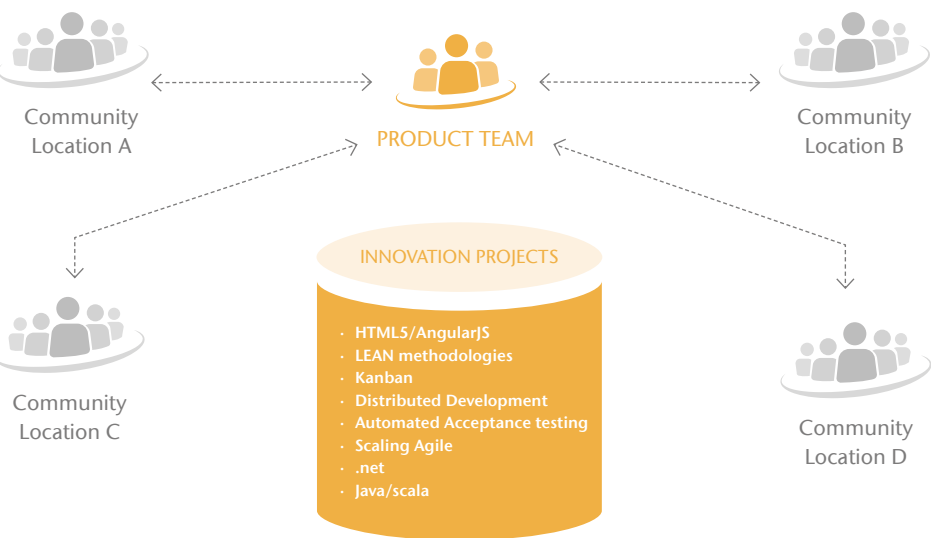 Community
Location A
PRODUCT TEAM
Community
Location B
INNOVATION PROJECTS
· HTML5/AngularJS
· LEAN methodologies
· Kanban
· Distributed Development
· Automated Acceptance testing
· Scaling Agile
· .net
· Java/scala
Community
Location C
Community
Location D